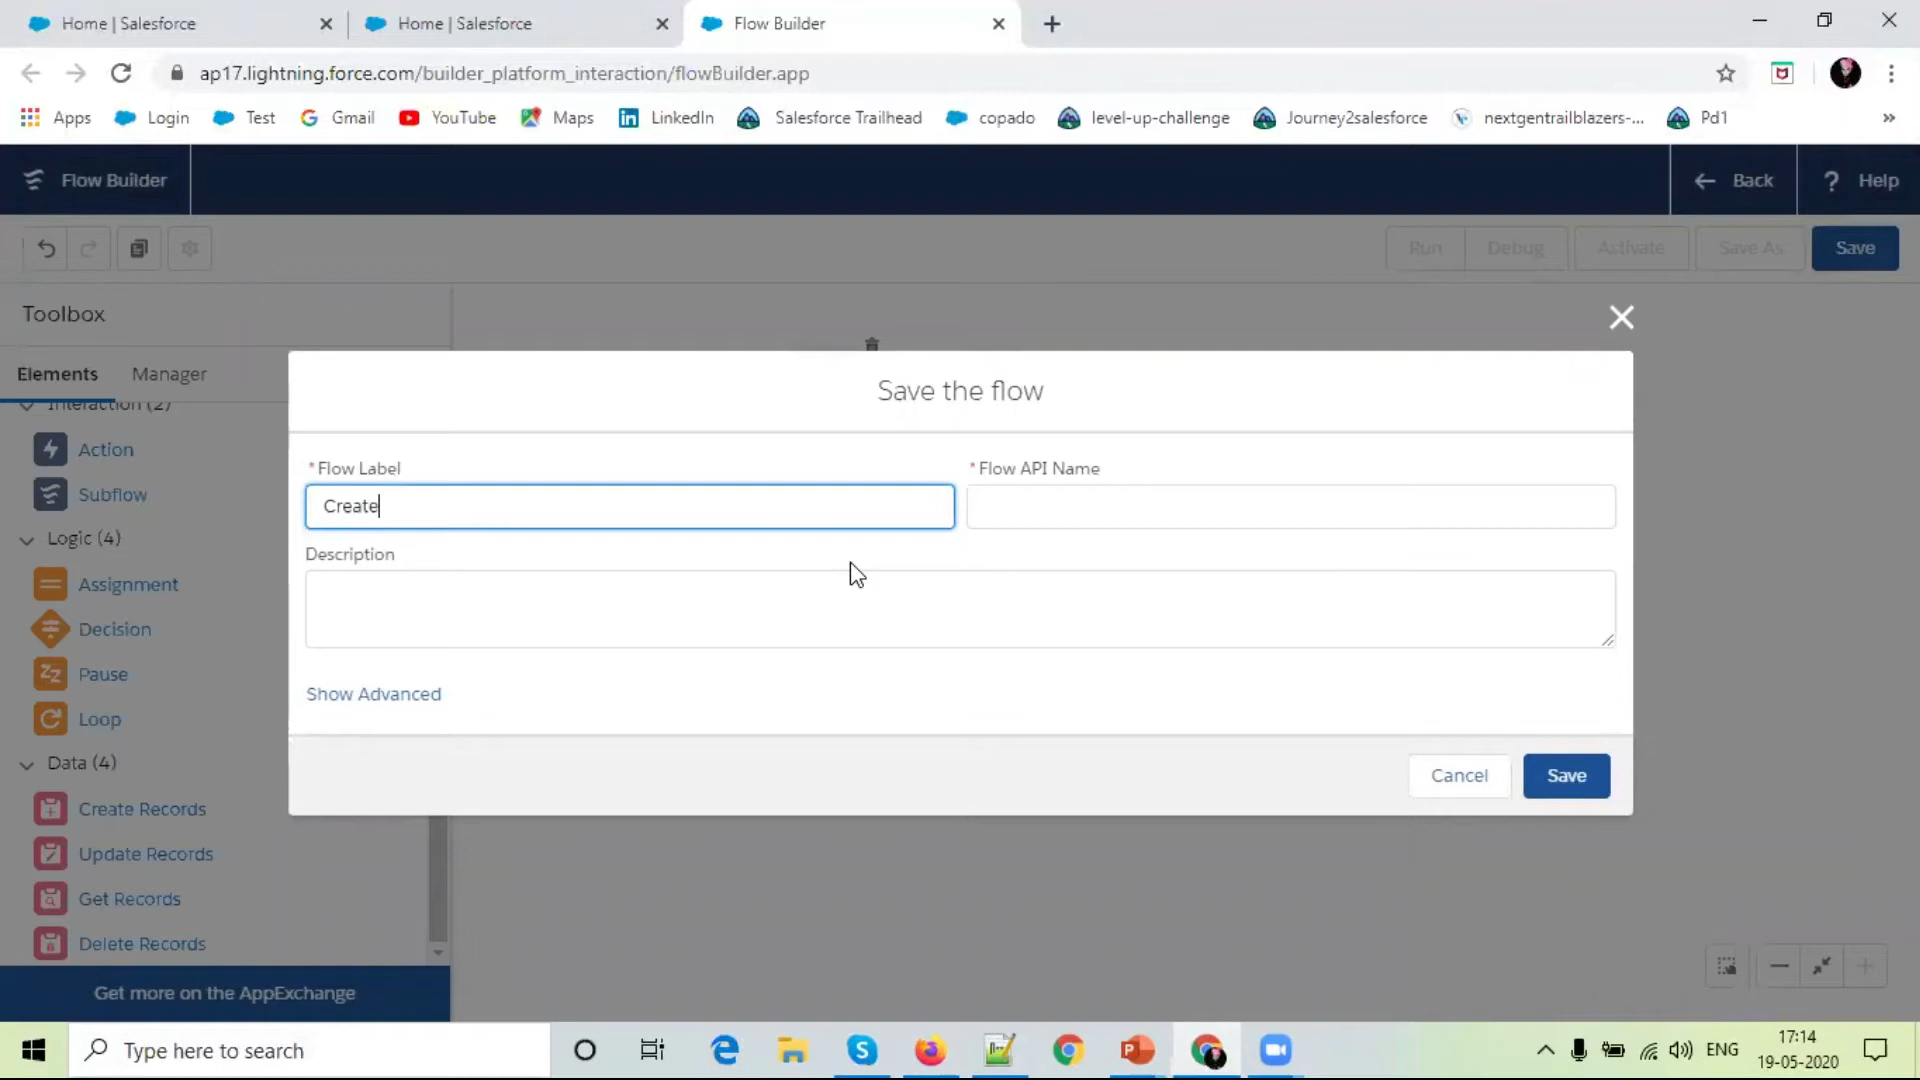 Home | Salesforce
Home | Salesforce
Flow Builder
ap17.lightning.force.com/builder_platform_interaction/flowBuilder.app
Apps Login Test Gmail YouTube Maps LinkedIn Salesforce Trailhead copado level-up-challenge Journey2salesforce nextgentrailblazers-... Pd1 »
Flow Builder
Back
? Help
Run Debug Activate Save As Save
Toolbox
Elements Manager
Interaction (2)
Action
Subflow
Logic (4)
Assignment
Decision
Pause
Loop
Data (4)
Create Records
Update Records
Get Records
Delete Records
Get more on the AppExchange
Save the flow
* Flow Label
Create
* Flow API Name
Description
Show Advanced
Cancel Save
Type here to search
ENG
17:14
19-05-2020